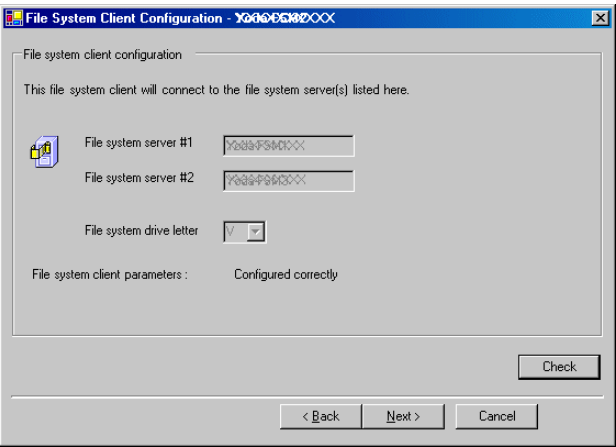 File System Client Configuration -
File system client configuration
This file system client will connect to the file system server(s) listed here.
File system server #1
File system server #2
File system drive letter V
File system client parameters : Configured correctly
Check
< Back Next > Cancel